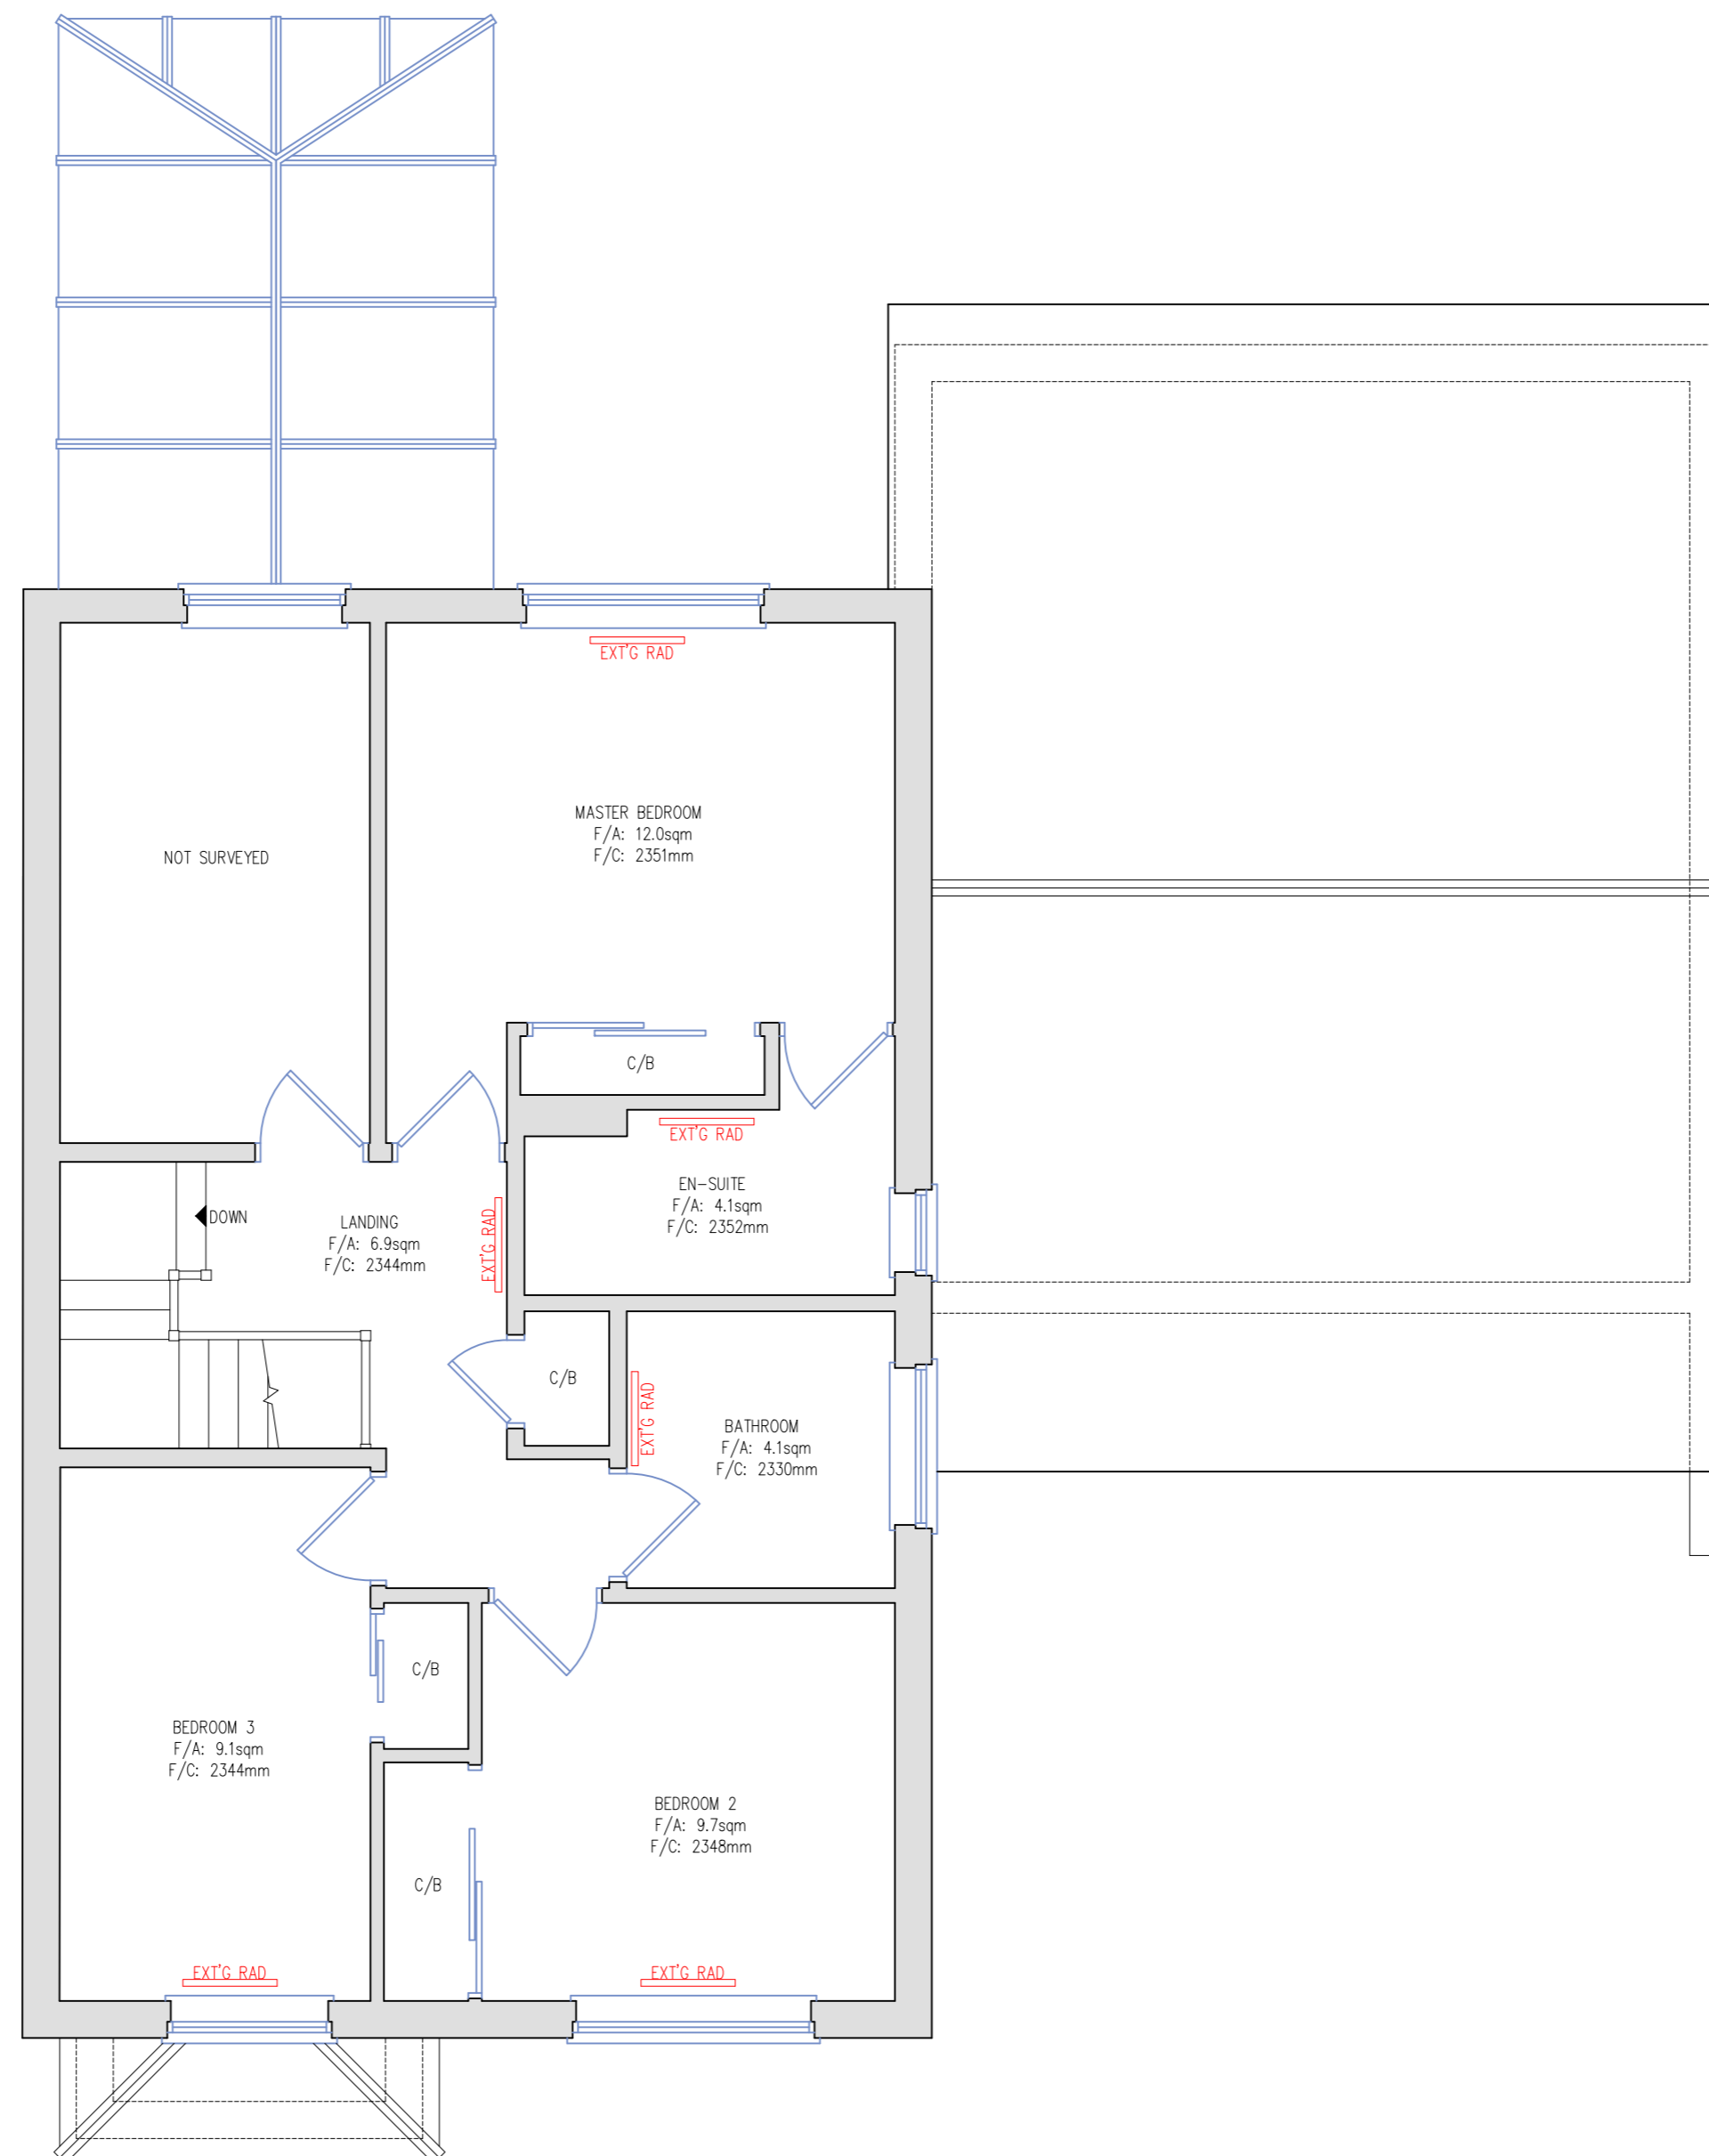 EXT'G RAD
MASTER BEDROOM
F/A: 12.0sqm
F/C: 2351mm
NOT SURVEYED
C/B
EXT'G RAD
EN-SUITE
F/A: 4.1sqm
F/C: 2352mm
DOWN
LANDING
F/A: 6.9sqm
F/C: 2344mm
EXT'G RAD
C/B
EXT'G RAD
BATHROOM
F/A: 4.1sqm
F/C: 2330mm
C/B
BEDROOM 3
F/A: 9.1sqm
F/C: 2344mm
BEDROOM 2
F/A: 9.7sqm
F/C: 2348mm
C/B
EXT'G RAD
EXT'G RAD